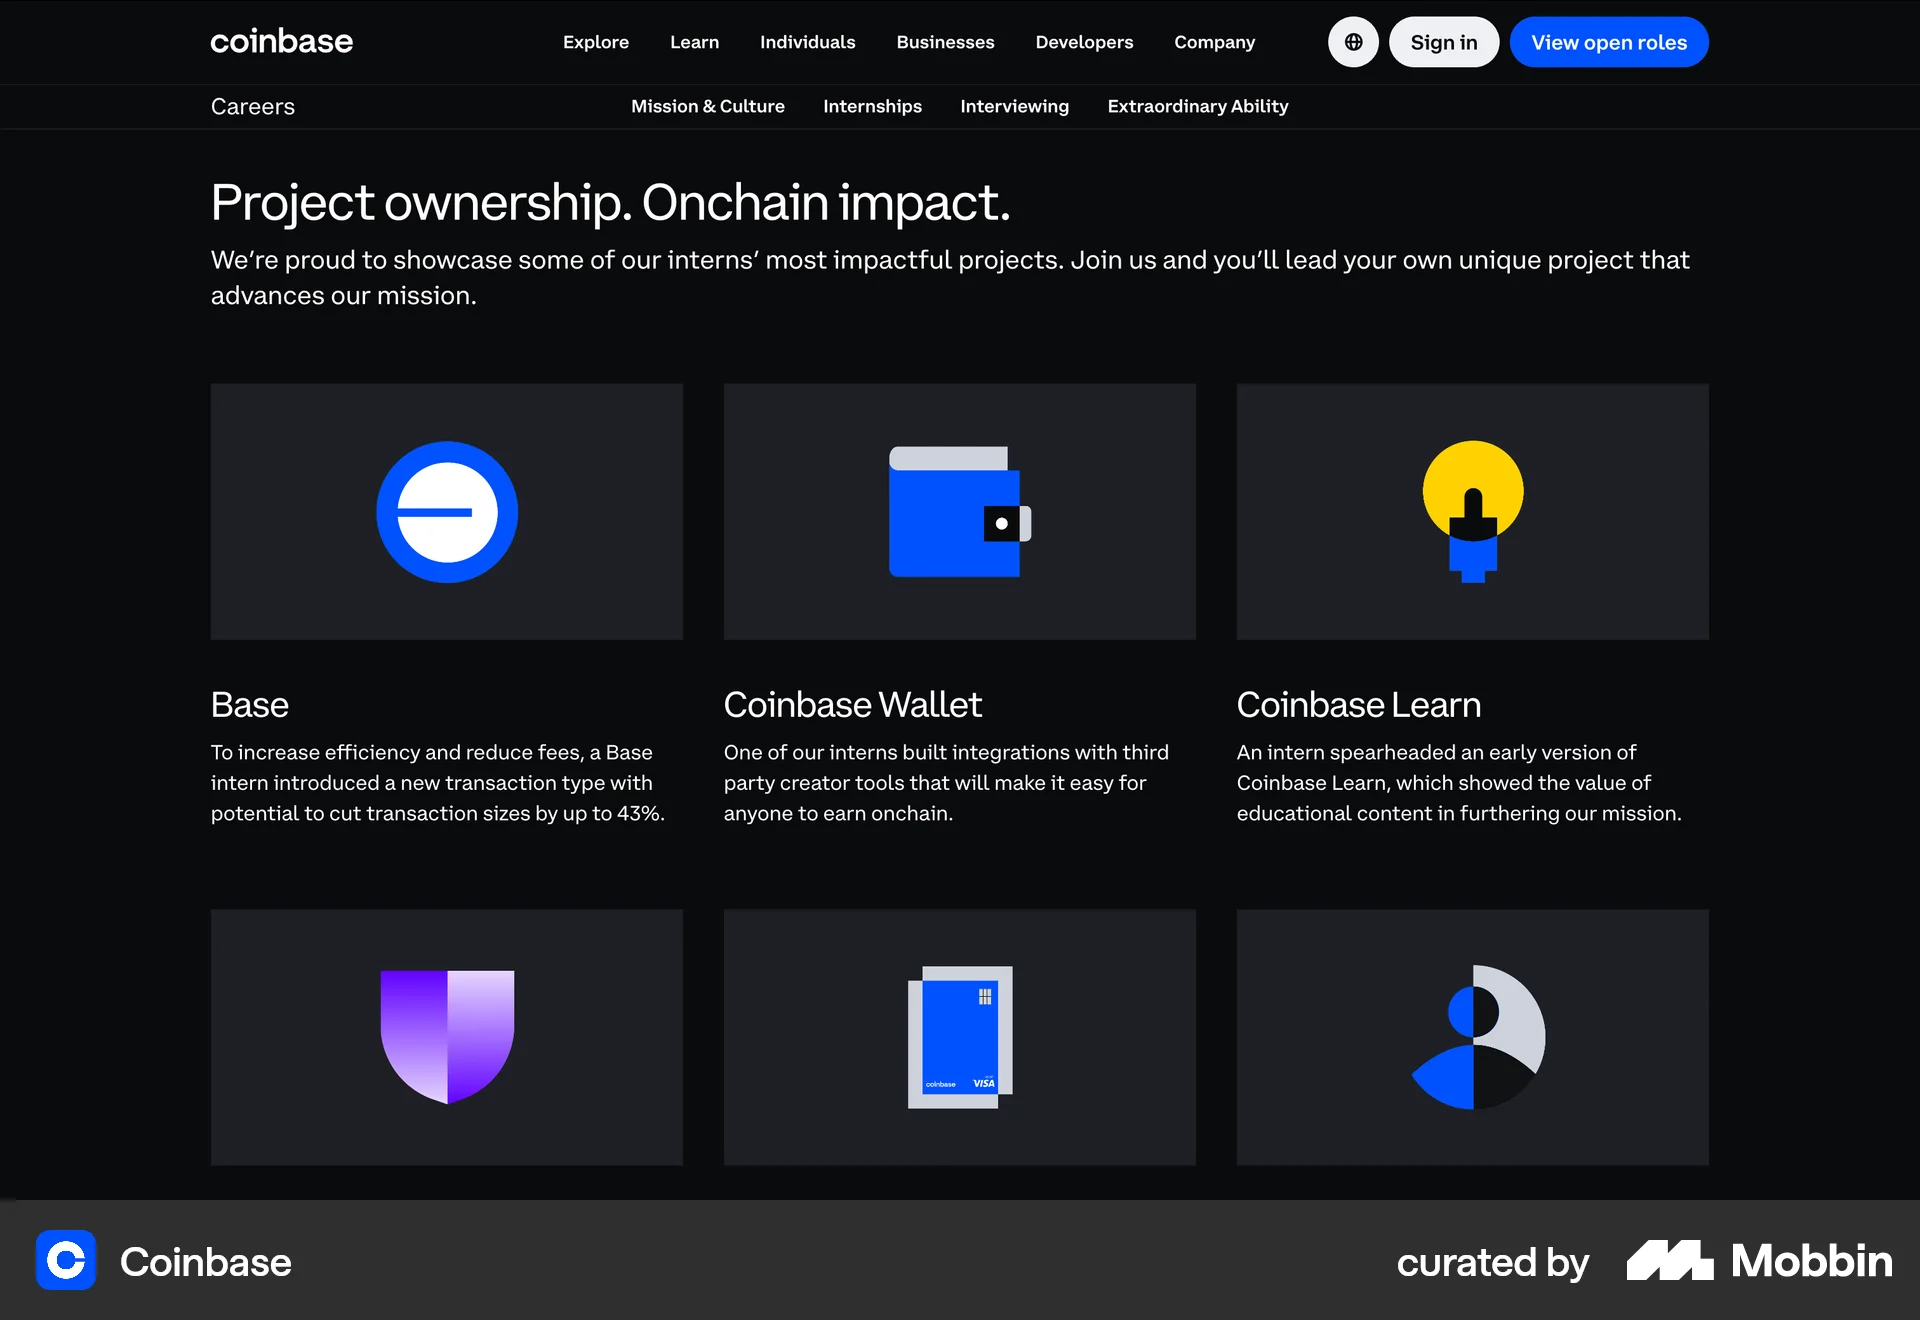 coinbase
Explore
Learn
Individuals
Businesses
Developers
Company
Sign in
View open roles
Careers
Mission & Culture
Internships
Interviewing
Extraordinary Ability
Project ownership. Onchain impact.
We’re proud to showcase some of our interns’ most impactful projects. Join us and you’ll lead your own unique project that
advances our mission.
Base
To increase efficiency and reduce fees, a Base
intern introduced a new transaction type with
potential to cut transaction sizes by up to 43%.
Coinbase Wallet
One of our interns built integrations with third
party creator tools that will make it easy for
anyone to earn onchain.
Coinbase Learn
An intern spearheaded an early version of
Coinbase Learn, which showed the value of
educational content in furthering our mission.
coinbase
VISA
Coinbase
curated by
Mobbin